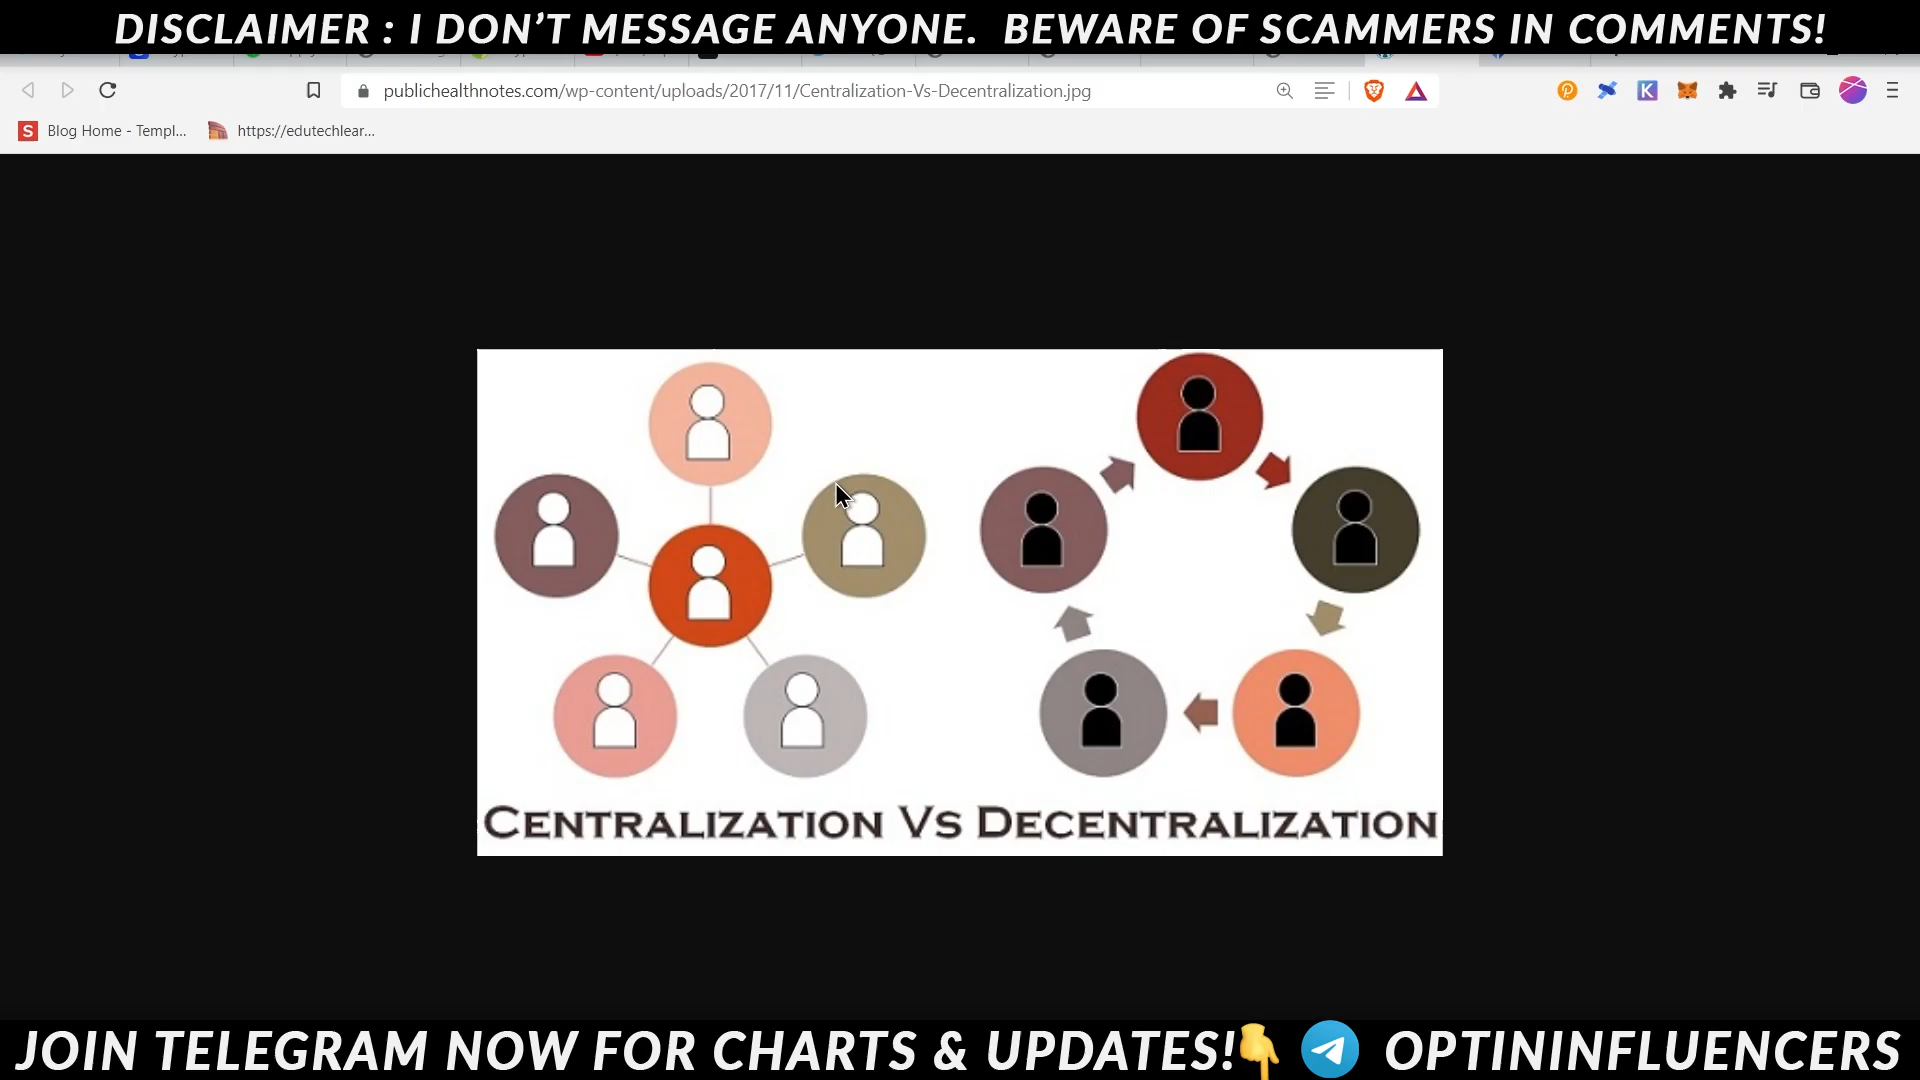 DISCLAIMER : I DON'T MESSAGE ANYONE. BEWARE OF SCAMMERS IN COMMENTS!
publichealthnotes.com/wp-content/uploads/2017/11/Centralization-Vs-Decentralization.jpg
K
S Blog Home - Templ... https://edutechlear...
CENTRALIZATION VS DECENTRALIZATION
JOIN TELEGRAM NOW FOR CHARTS & UPDATES!👇 OPTININFLUENCERS